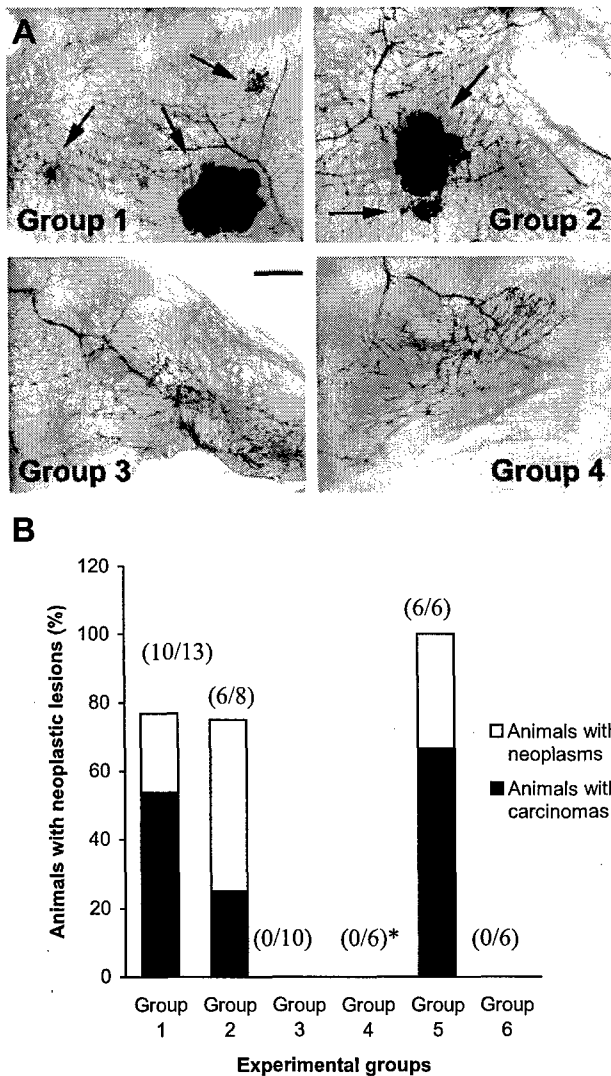 A
Group 1
Group 2
Group 3
Group 4
B
Animals with neoplastic lesions (%)
120
100
80
60
40
20
0
(10/13)
(6/8)
(0/10)
(0/6)*
(6/6)
(0/6)
Animals with
neoplasms
Animals with
carcinomas
Group Group Group Group Group Group
1 2 3 4 5 6
Experimental groups